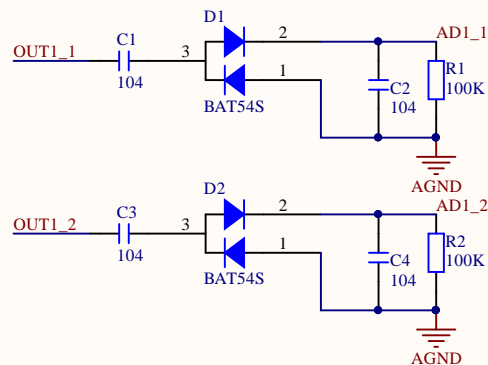 D1
C1
2
AD1_1
OUT1_1
3
R1
1
C2
104
100K
104
BAT54S
AGND
D2
C3
2
AD1_2
OUT1_2
3
R2
1
104
C4
100K
BAT54S
104
AGND